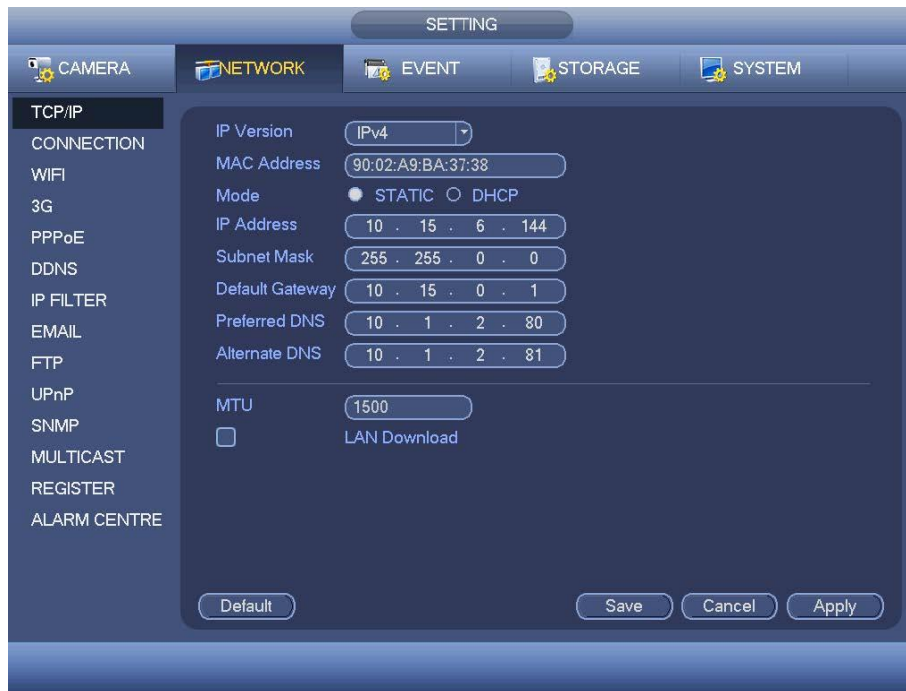 SETTING
CAMERA NETWORK EVENT STORAGE SYSTEM
TCP/IP
CONNECTION
WIFI
3G
PPPoE
DDNS
IP FILTER
EMAIL
FTP
UPnP
SNMP
MULTICAST
REGISTER
ALARM CENTRE
IP Version IPv4
MAC Address 90:02:A9:BA:37:38
Mode STATIC DHCP
IP Address 10 . 15 . 6 . 144
Subnet Mask 255 . 255 . 0 . 0
Default Gateway 10 . 15 . 0 . 1
Preferred DNS 10 . 1 . 2 . 80
Alternate DNS 10 . 1 . 2 . 81
MTU 1500
LAN Download
Default Save Cancel Apply